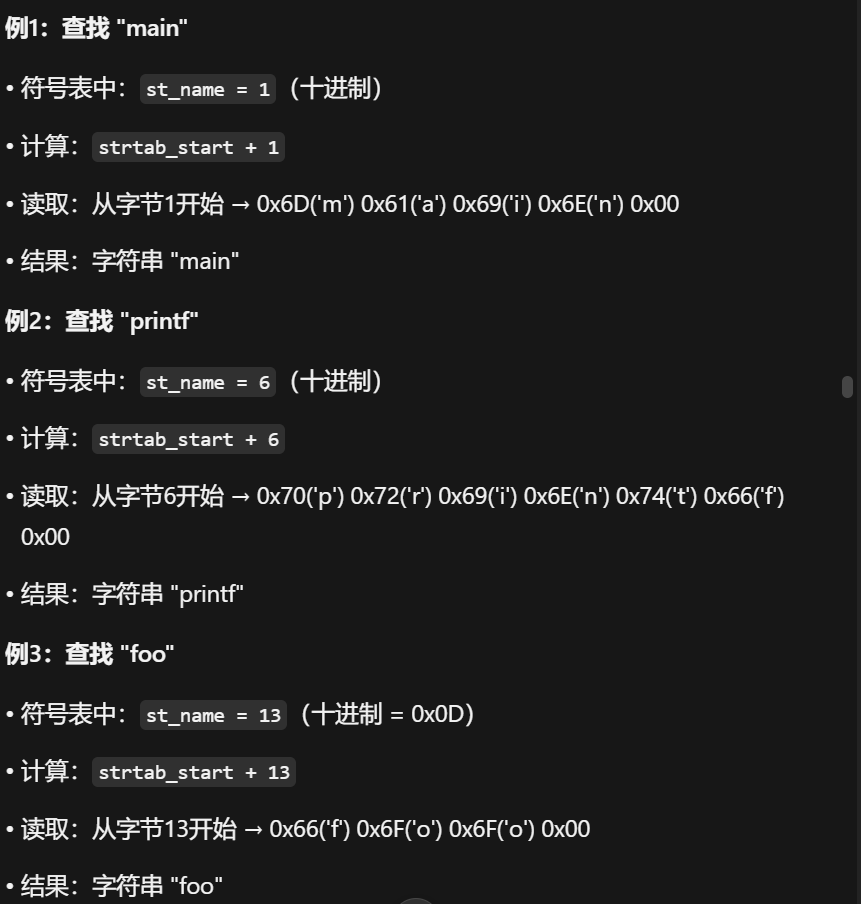 例1：查找 "main"
• 符号表中：st_name = 1（十进制）
• 计算：strtab_start + 1
• 读取：从字节1开始 → 0x6D('m') 0x61('a') 0x69('i') 0x6E('n') 0x00
• 结果：字符串 "main"
例2：查找 "printf"
• 符号表中：st_name = 6（十进制）
• 计算：strtab_start + 6
• 读取：从字节6开始 → 0x70('p') 0x72('r') 0x69('i') 0x6E('n') 0x74('t') 0x66('f')
0x00
• 结果：字符串 "printf"
例3：查找 "foo"
• 符号表中：st_name = 13（十进制 = 0x0D）
• 计算：strtab_start + 13
• 读取：从字节13开始 → 0x66('f') 0x6F('o') 0x6F('o') 0x00
• 结果：字符串 "foo"